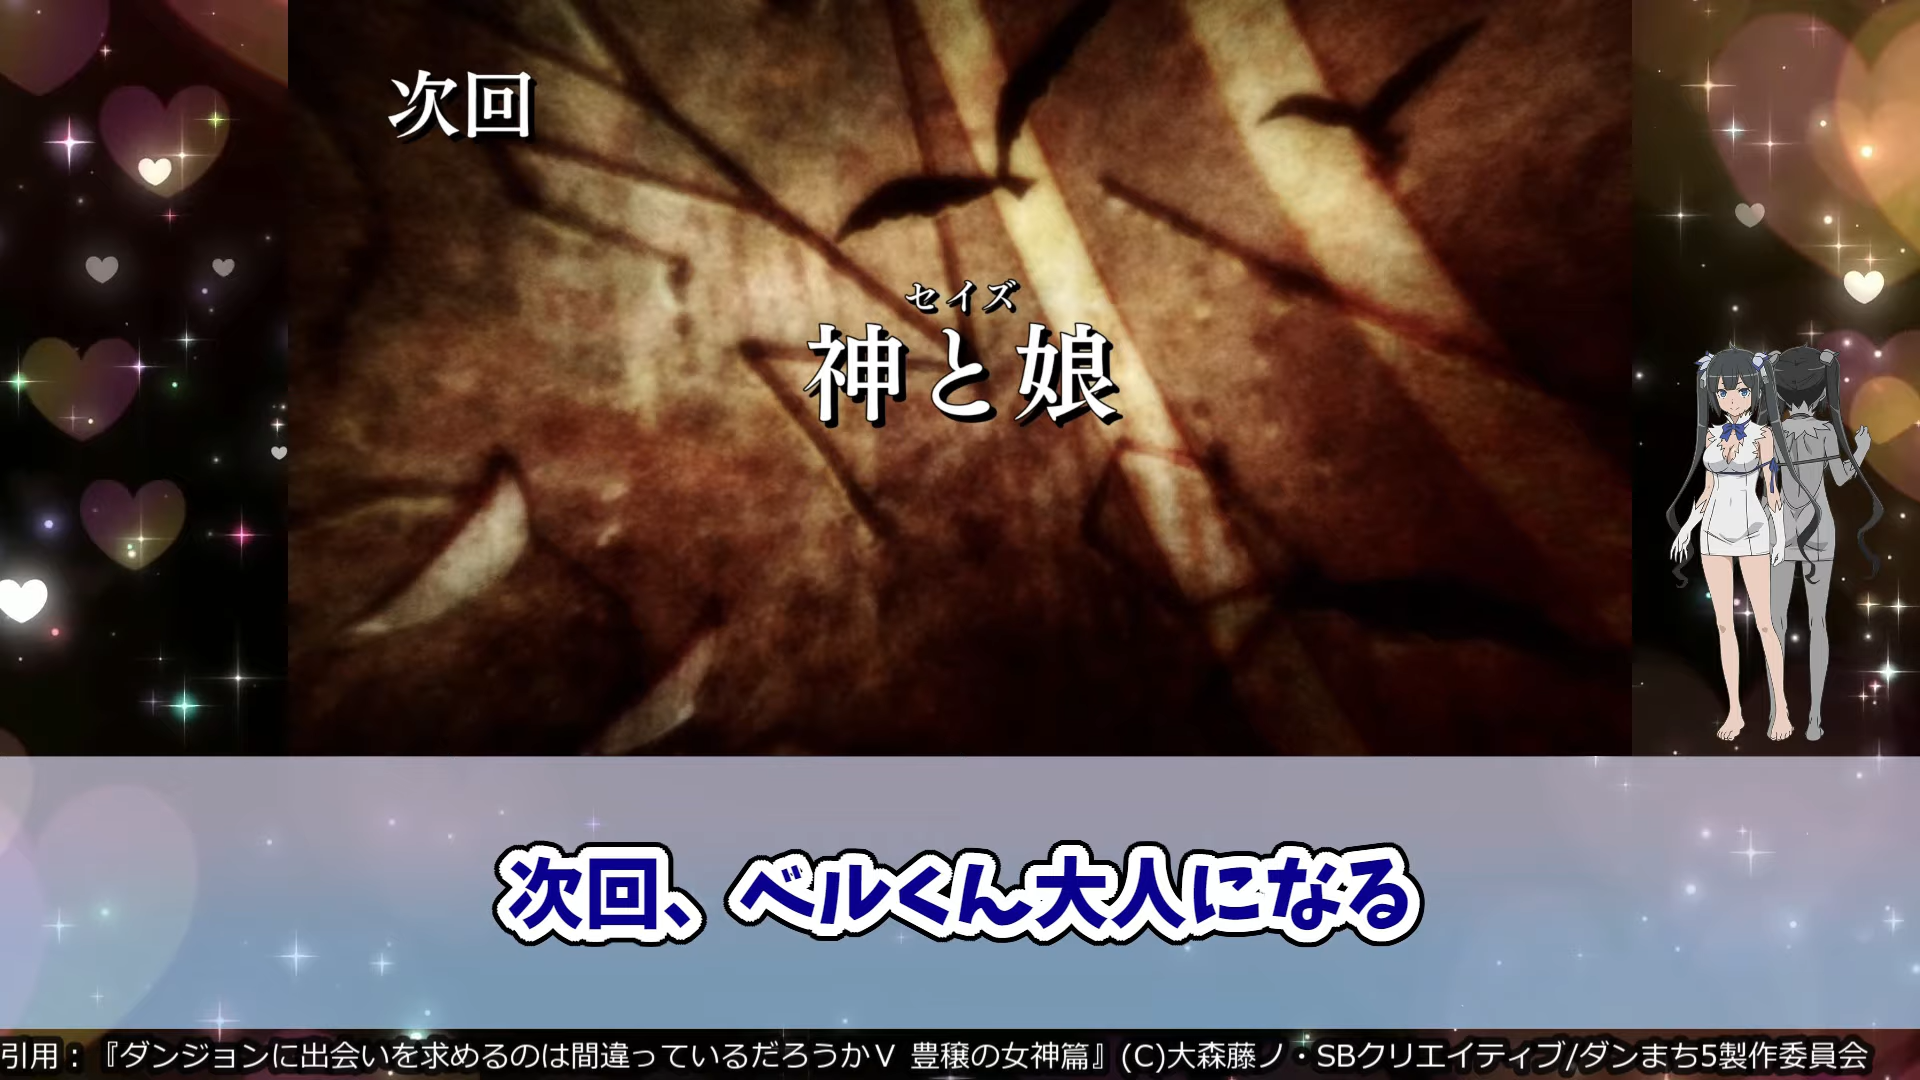 次回
セイズ
神と娘
次回、ベルくん大人になる
引用：『ダンジョンに出会いを求めるのは間違っているだろうかⅤ 豊穣の女神篇』(C)大森藤ノ・SBクリエイティブ/ダンまち5製作委員会